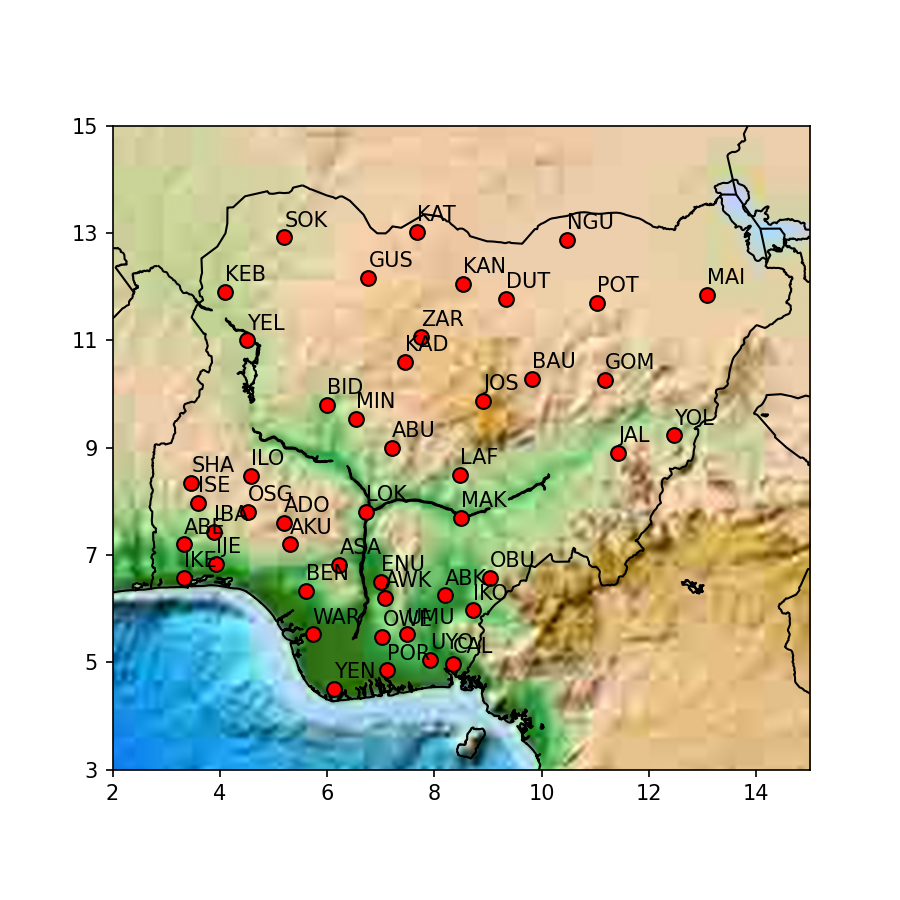 15
KAT
SOK
NGU
13
GUS
KAN
KEB
DUT
POT
MAI
YEL
ZAR
11
KAD
BAU
GOM
BID
JOS
MIN
YOL
ABU
JAL
9
SHA
ILO
LAF
ISE
OSG
LOK
MAK
ADO
IBA
ABE
AKU
7
IKE
IJE
ASA
OBU
BEN
ENU
AWK
ABK
IKO
WAR
OWE
UMU
5
YEN
POR
UYO
CAL
3
2
4
6
8
10
12
14